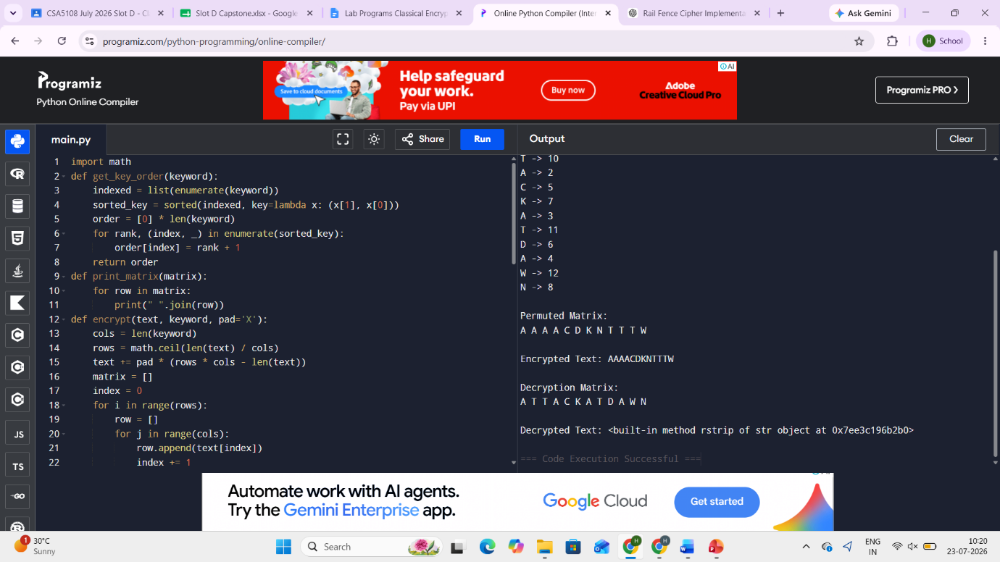 CSA5108 July 2026 Slot D - Cl
Slot D Capstone.xlsx - Google
Lab Programs Classical Encryp
Online Python Compiler (Inter
Rail Fence Cipher Implementa
Ask Gemini
programiz.com/python-programming/online-compiler/
H School
Programiz
Python Online Compiler
Save to cloud documents
Help safeguard
your work.
Pay via UPI
Buy now
Adobe
Creative Cloud Pro
AI
Programiz PRO >
main.py
Share
Run
Output
Clear
1 import math
2 def get_key_order(keyword):
3 indexed = list(enumerate(keyword))
4 sorted_key = sorted(indexed, key=lambda x: (x[1], x[0]))
5 order = [0] * len(keyword)
6 for rank, (index, _) in enumerate(sorted_key):
7 order[index] = rank + 1
8 return order
9 def print_matrix(matrix):
10 for row in matrix:
11 print(" ".join(row))
12 def encrypt(text, keyword, pad='X'):
13 cols = len(keyword)
14 rows = math.ceil(len(text) / cols)
15 text += pad * (rows * cols - len(text))
16 matrix = []
17 index = 0
18 for i in range(rows):
19 row = []
20 for j in range(cols):
21 row.append(text[index])
22 index += 1
T -> 10
A -> 2
C -> 5
K -> 7
A -> 3
T -> 11
D -> 6
A -> 4
W -> 12
N -> 8
Permuted Matrix:
A A A A C D K N T T T W
Encrypted Text: AAAACDKNTTTW
Decryption Matrix:
A T T A C K A T D A W N
Decrypted Text: <built-in method rstrip of str object at 0x7ee3c196b2b0>
=== Code Execution Successful ===
JS
TS
GO
Automate work with AI agents.
Try the Gemini Enterprise app.
Google Cloud
Get started
1
30°C
Sunny
Search
ENG
IN
10:20
23-07-2026